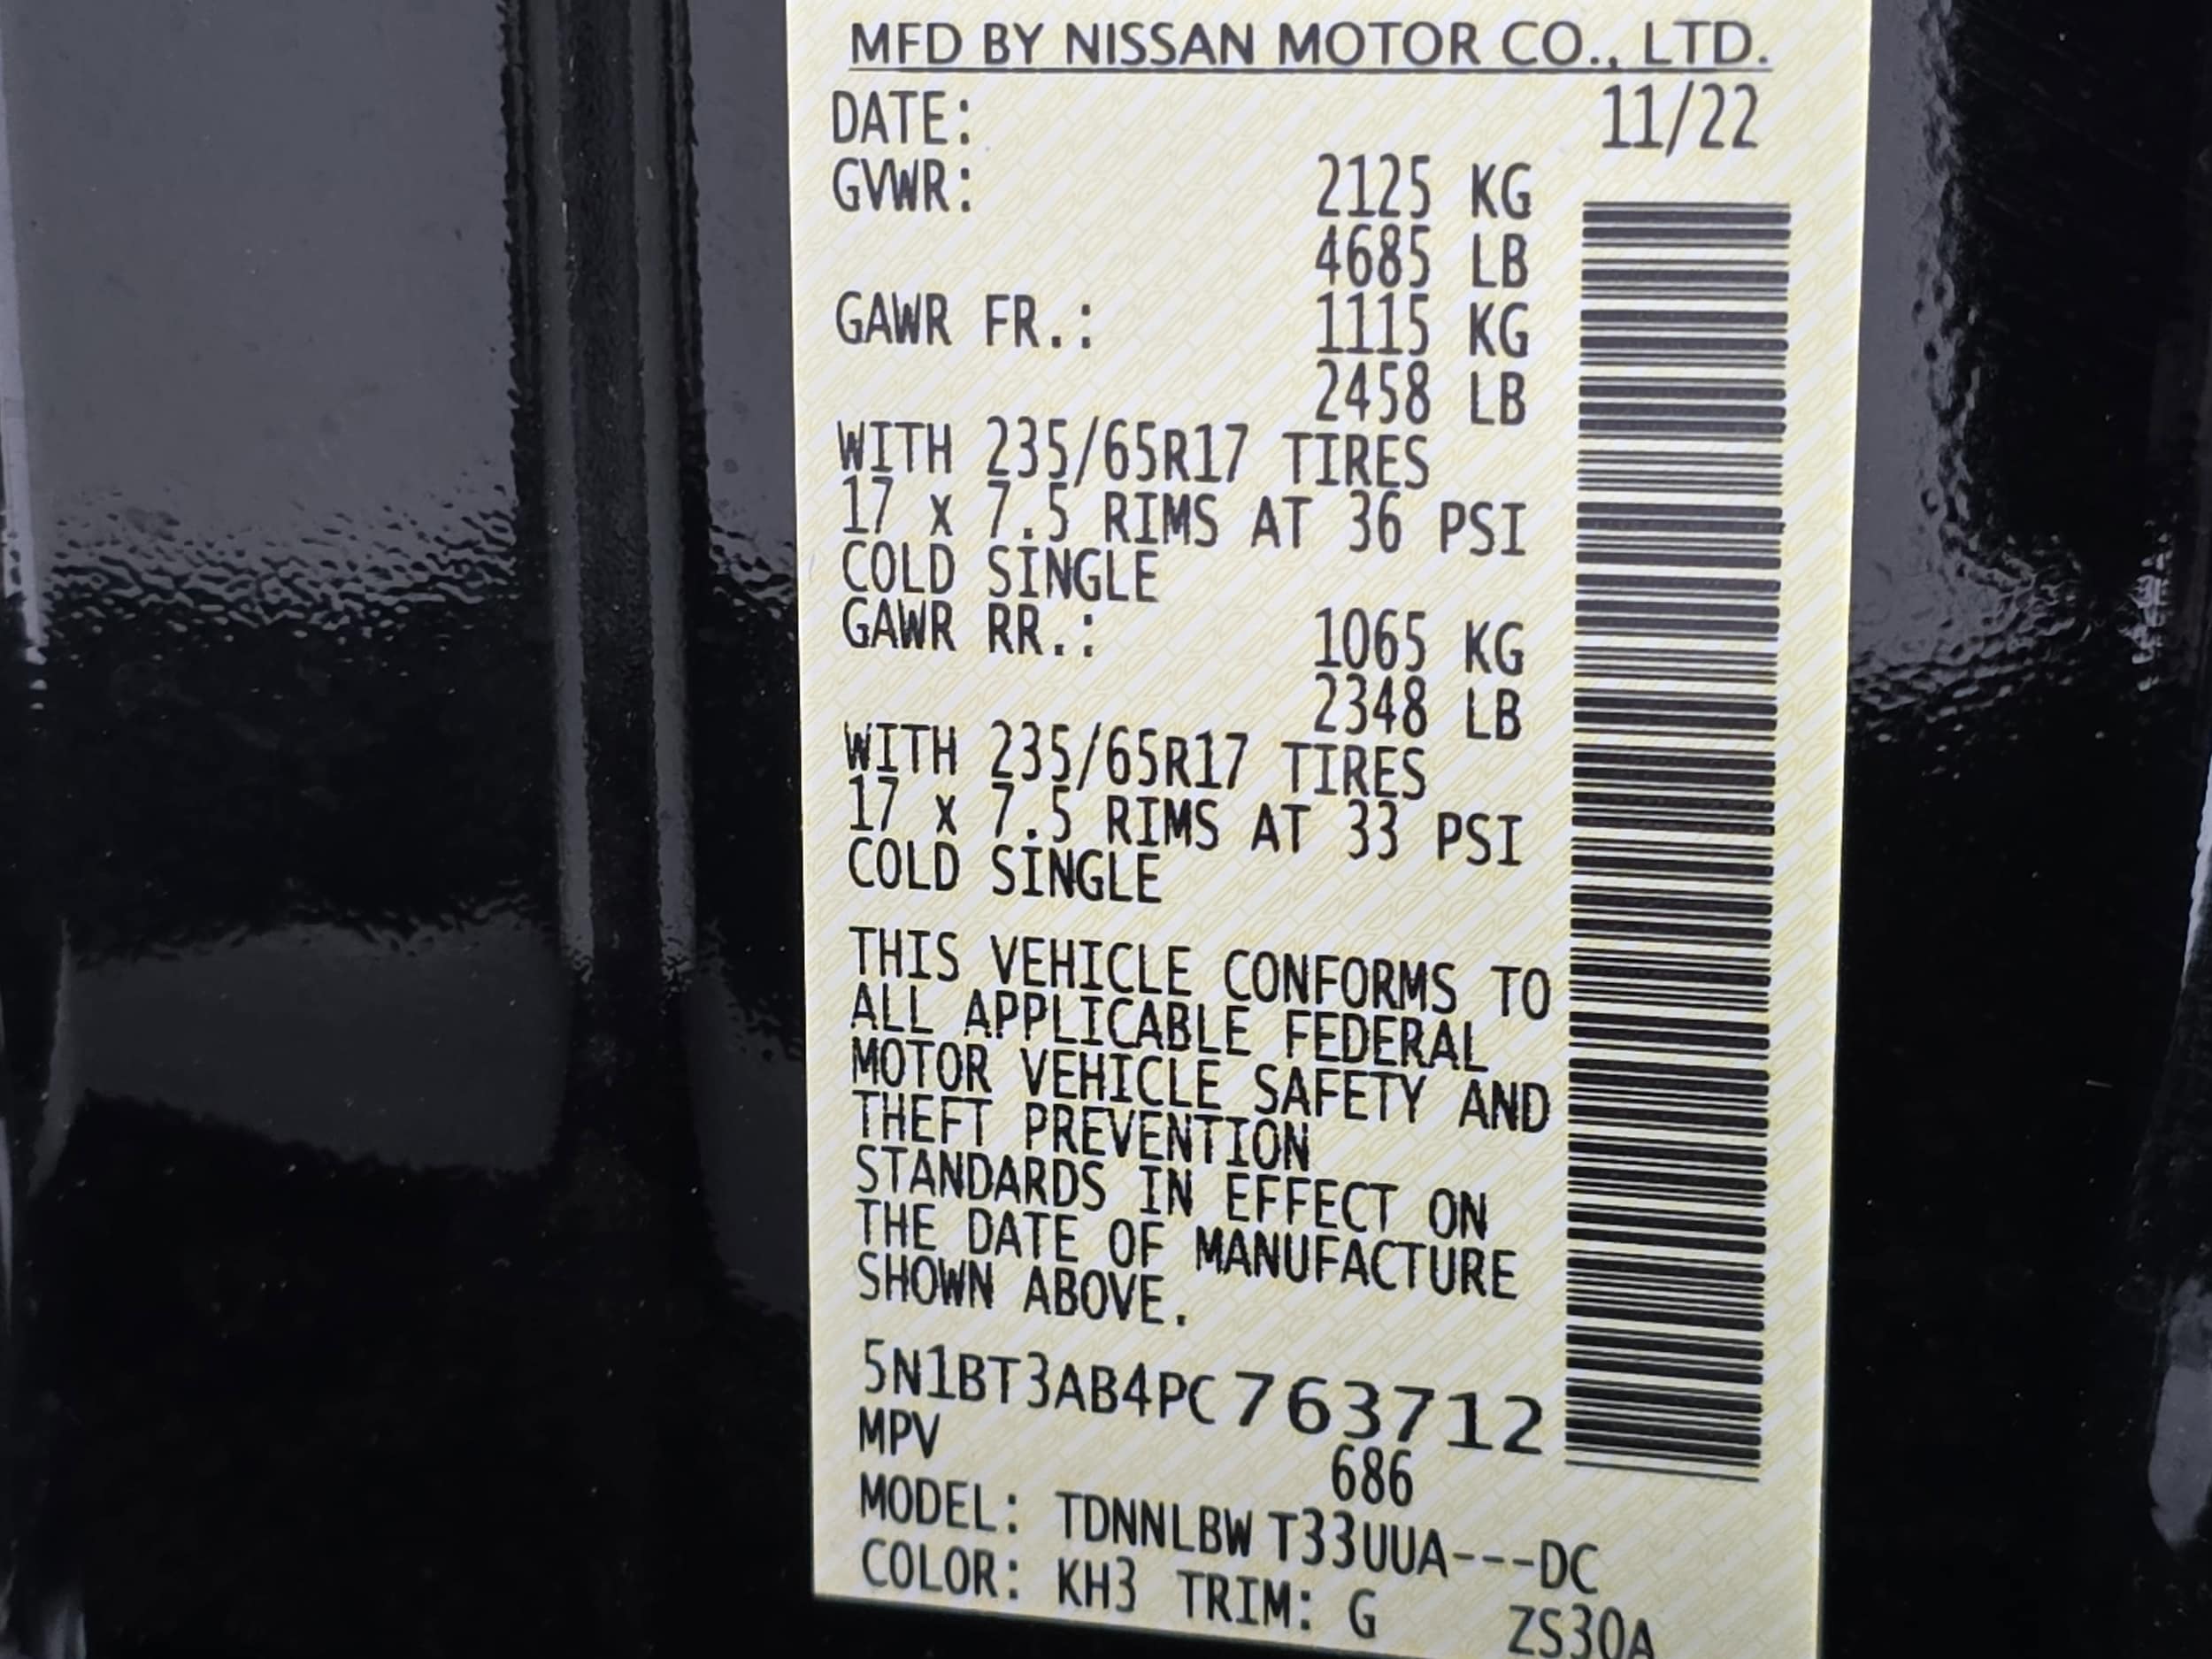 MFD BY NISSAN MOTOR CO., LTD.
DATE: 11/22
GVWR: 2125 KG
4685 LB
GAWR FR.: 1115 KG
2458 LB
WITH 235/65R17 TIRES
17 x 7.5 RIMS AT 36 PSI
COLD SINGLE
GAWR RR.: 1065 KG
2348 LB
WITH 235/65R17 TIRES
17 x 7.5 RIMS AT 33 PSI
COLD SINGLE
THIS VEHICLE CONFORMS TO
ALL APPLICABLE FEDERAL
MOTOR VEHICLE SAFETY AND
THEFT PREVENTION
STANDARDS IN EFFECT ON
THE DATE OF MANUFACTURE
SHOWN ABOVE.
5N1BT3AB4PC763712
MPV 686
MODEL: TDNNLBW T33UUA---DC
COLOR: KH3 TRIM: G ZS30A